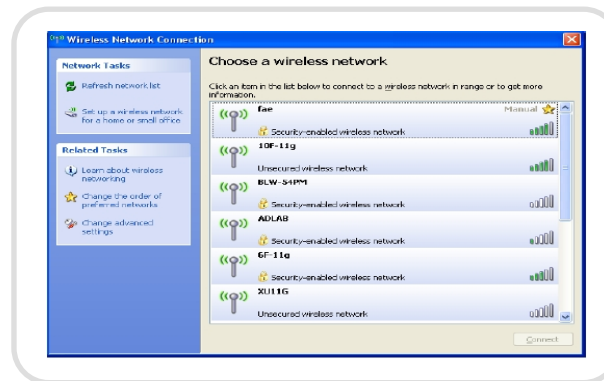 Wireless Network Connection
Network Tasks
Refresh network list
Set up a wireless network
for a home or small office
Related Tasks
Learn about wireless
networking
Change the order of
preferred networks
Change advanced
settings
Choose a wireless network
Click an item in the list below to connect to a wireless network in range or to get more
information.
fae
Manual
Security-enabled wireless network
10F-11g
Unsecured wireless network
BLW-54PM
Security-enabled wireless network
ADLAB
Security-enabled wireless network
6F-11g
Security-enabled wireless network
XU11G
Unsecured wireless network
Connect